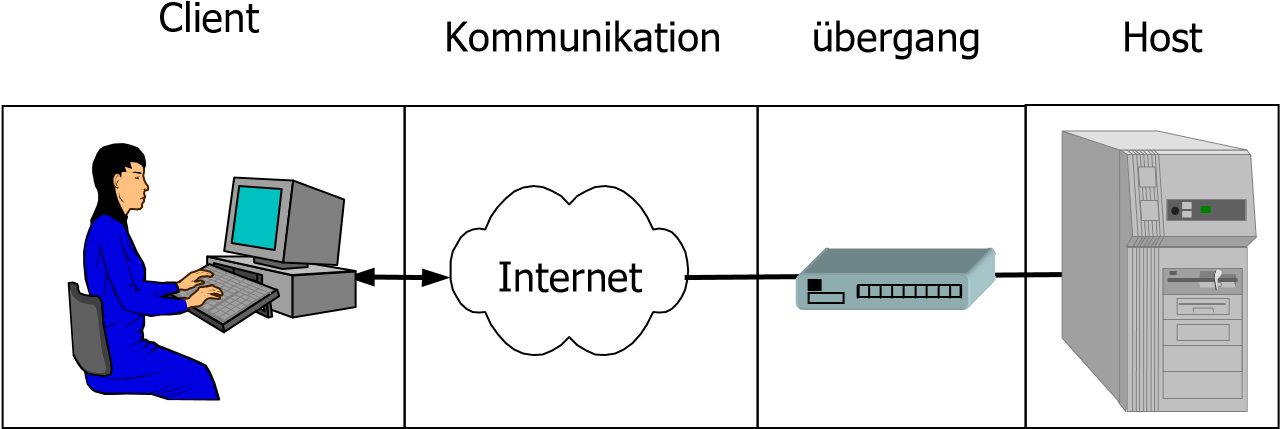 Client
Kommunikation
übergang
Host
Internet